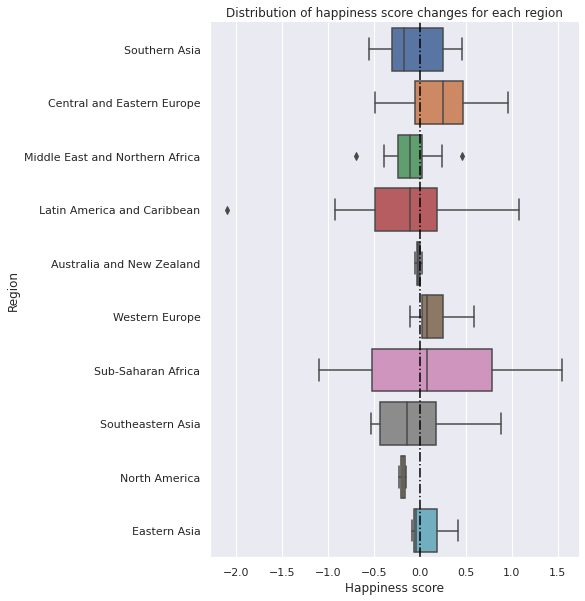 Distribution of happiness score changes for each region
Southern Asia
Central and Eastern Europe
Middle East and Northern Africa
Latin America and Caribbean
Australia and New Zealand
Western Europe
Sub-Saharan Africa
Southeastern Asia
North America
Eastern Asia
Region
−2.0 −1.5 −1.0 −0.5 0.0 0.5 1.0 1.5
Happiness score